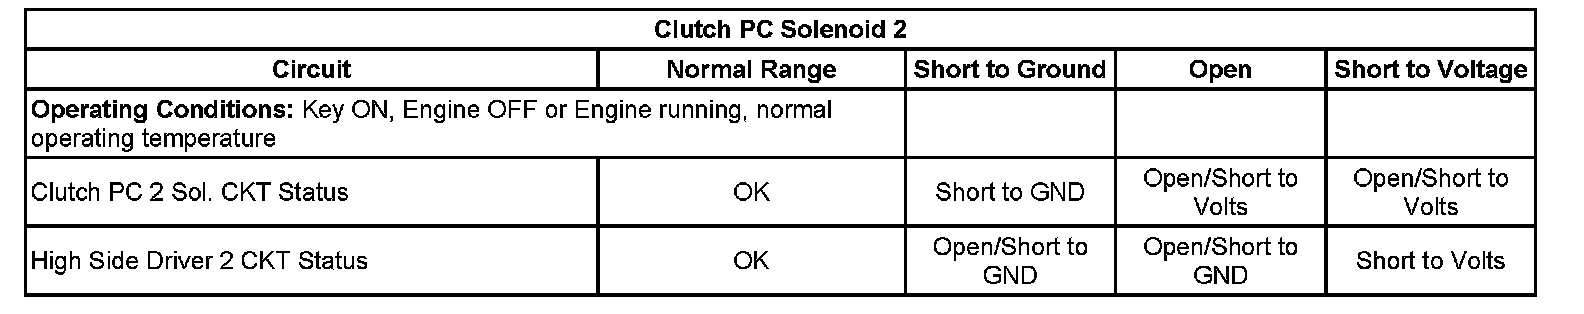 Clutch PC Solenoid 2
Circuit Normal Range Short to Ground Open Short to Voltage
Operating Conditions: Key ON, Engine OFF or Engine running, normal
operating temperature
Clutch PC 2 Sol. CKT Status OK Short to GND Open/Short to Volts Open/Short to Volts
High Side Driver 2 CKT Status OK Open/Short to GND Open/Short to GND Short to Volts